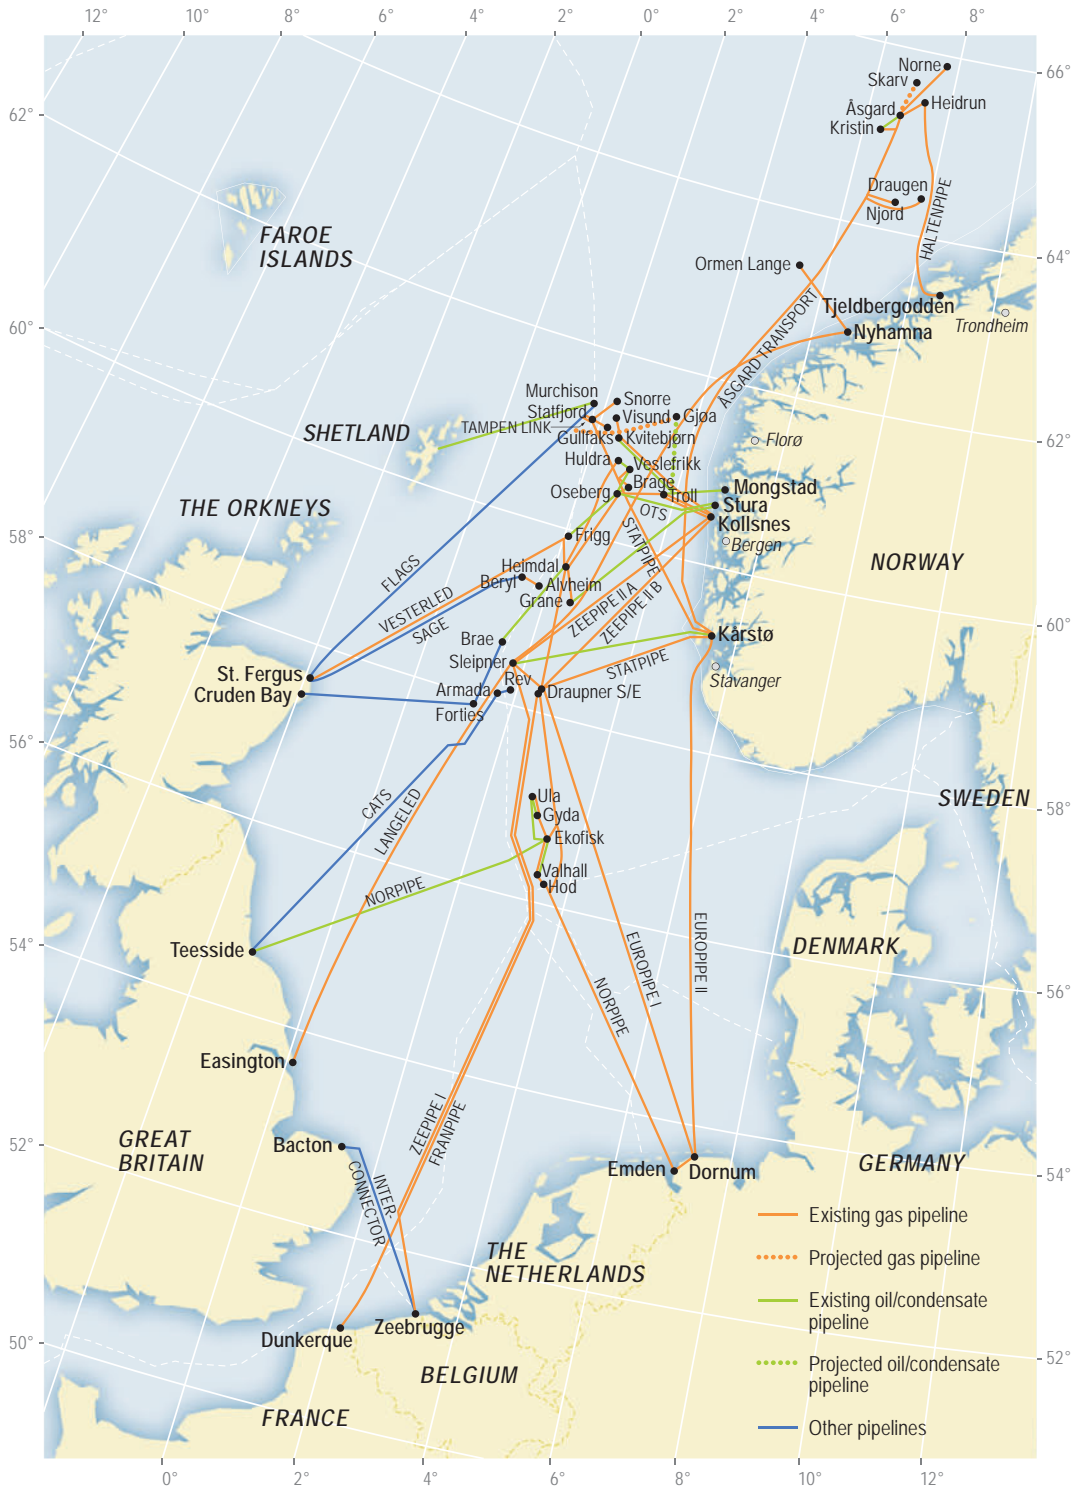 12°
10°
8°
6°
4°
2°
0°
2°
4°
6°
8°
66°
62°
64°
60°
62°
58°
60°
56°
58°
54°
56°
52°
54°
50°
52°
Norne
Skarv
Åsgard
Heidrun
Kristin
Draugen
Njord
HALTENPIPE
FAROE
ISLANDS
Ormen Lange
Tjeldbergodden
Trondheim
Nyhamna
ÅSGARD TRANSPORT
Murchison
Snorre
Statfjord
Visund
Gjøa
TAMPEN LINK
Gullfaks
Kvitebjørn
Florø
SHETLAND
Huldra
Veslefrikk
Brage
Oseberg
Troll
Mongstad
Stura
OTS
Kollsnes
Bergen
THE ORKNEYS
Frigg
STATPIPE
NORWAY
FLAGS
Heimdal
Beryl
Alvheim
Grane
VESTERLED
SAGE
ZEEPIPE II A
ZEEPIPE II B
Brae
Kårstø
Sleipner
STATPIPE
St. Fergus
Rev
Stavanger
Cruden Bay
Armada
Draupner S/E
Forties
CATS
LANGELED
Ula
Gyda
SWEDEN
Ekofisk
Valhall
Hod
NORPIPE
EUROPIPE II
DENMARK
Teesside
EUROPIPE I
NORPIPE
Easington
ZEEPIPE I
FRANPIPE
GREAT
BRITAIN
Bacton
INTER-
CONNECTOR
Emden
Dornum
GERMANY
THE
NETHERLANDS
Dunkerque
Zeebrugge
BELGIUM
FRANCE
Existing gas pipeline
Projected gas pipeline
Existing oil/condensate
pipeline
Projected oil/condensate
pipeline
Other pipelines
0°
2°
4°
6°
8°
10°
12°